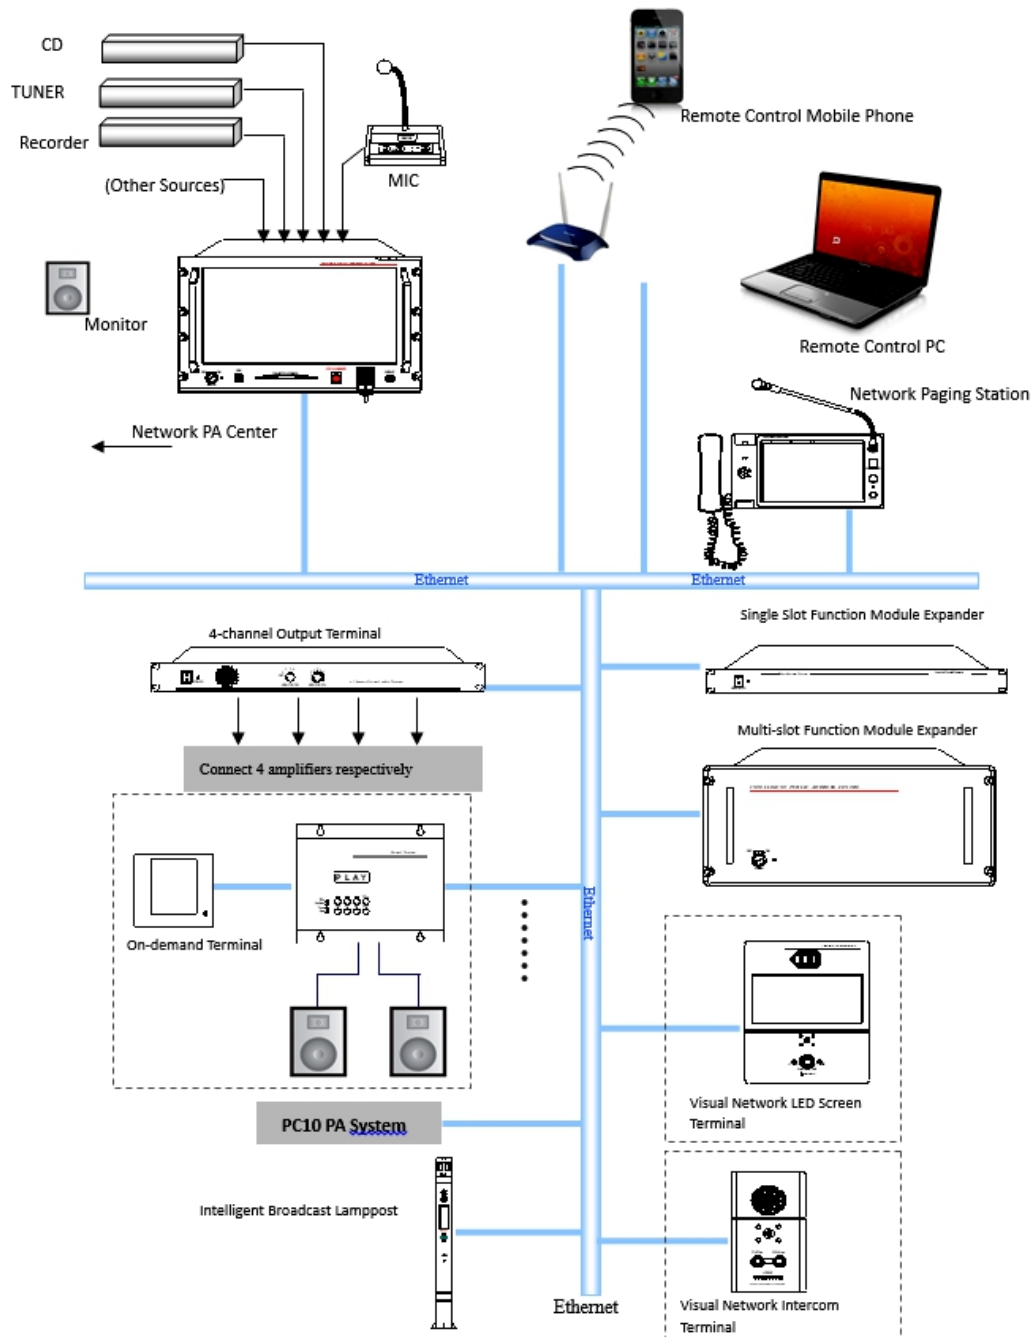 CD
TUNER
Recorder
(Other Sources)
MIC
Remote Control Mobile Phone
Monitor
Remote Control PC
Network Paging Station
Network PA Center
Ethernet
Ethernet
4-channel Output Terminal
Single Slot Function Module Expander
Connect 4 amplifiers respectively
Multi-slot Function Module Expander
PLAY
On-demand Terminal
Ethernet
Visual Network LED Screen
Terminal
PC10 PA System
Intelligent Broadcast Lamppost
Ethernet
Visual Network Intercom
Terminal